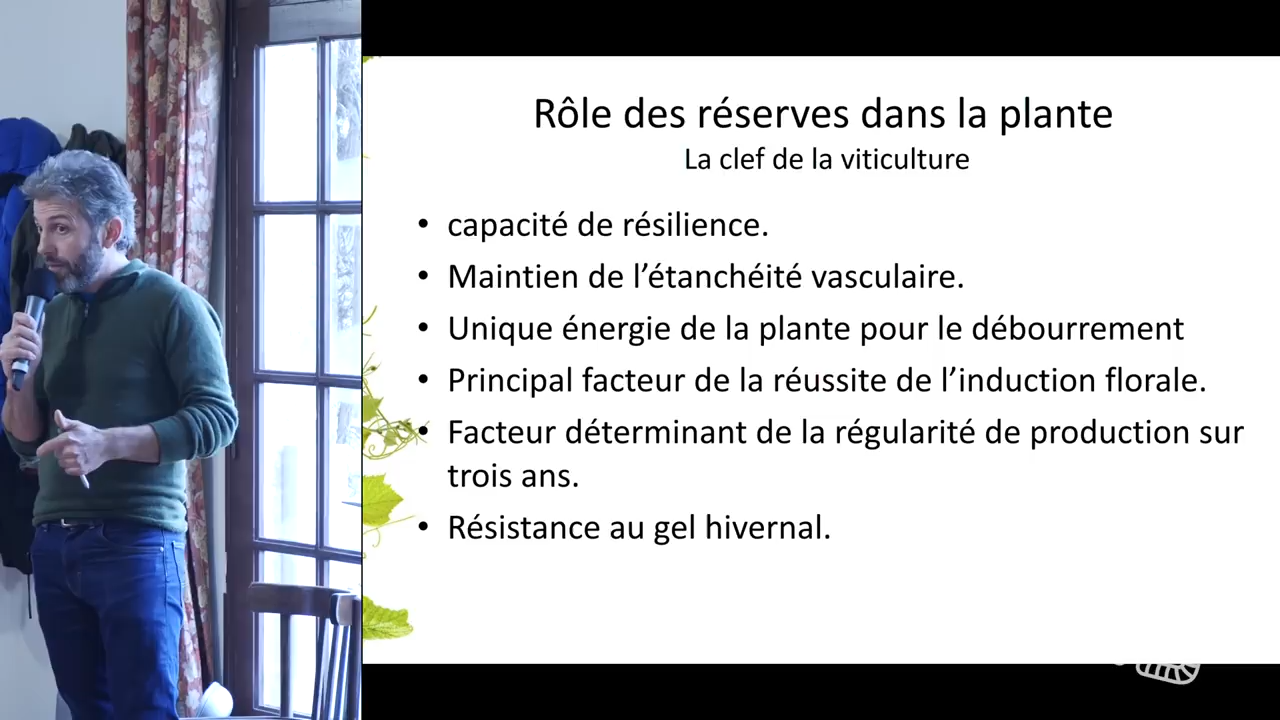 Rôle des réserves dans la plante
La clef de la viticulture
• capacité de résilience.
• Maintien de l’étanchéité vasculaire.
• Unique énergie de la plante pour le débourrement
• Principal facteur de la réussite de l’induction florale.
• Facteur déterminant de la régularité de production sur
trois ans.
• Résistance au gel hivernal.